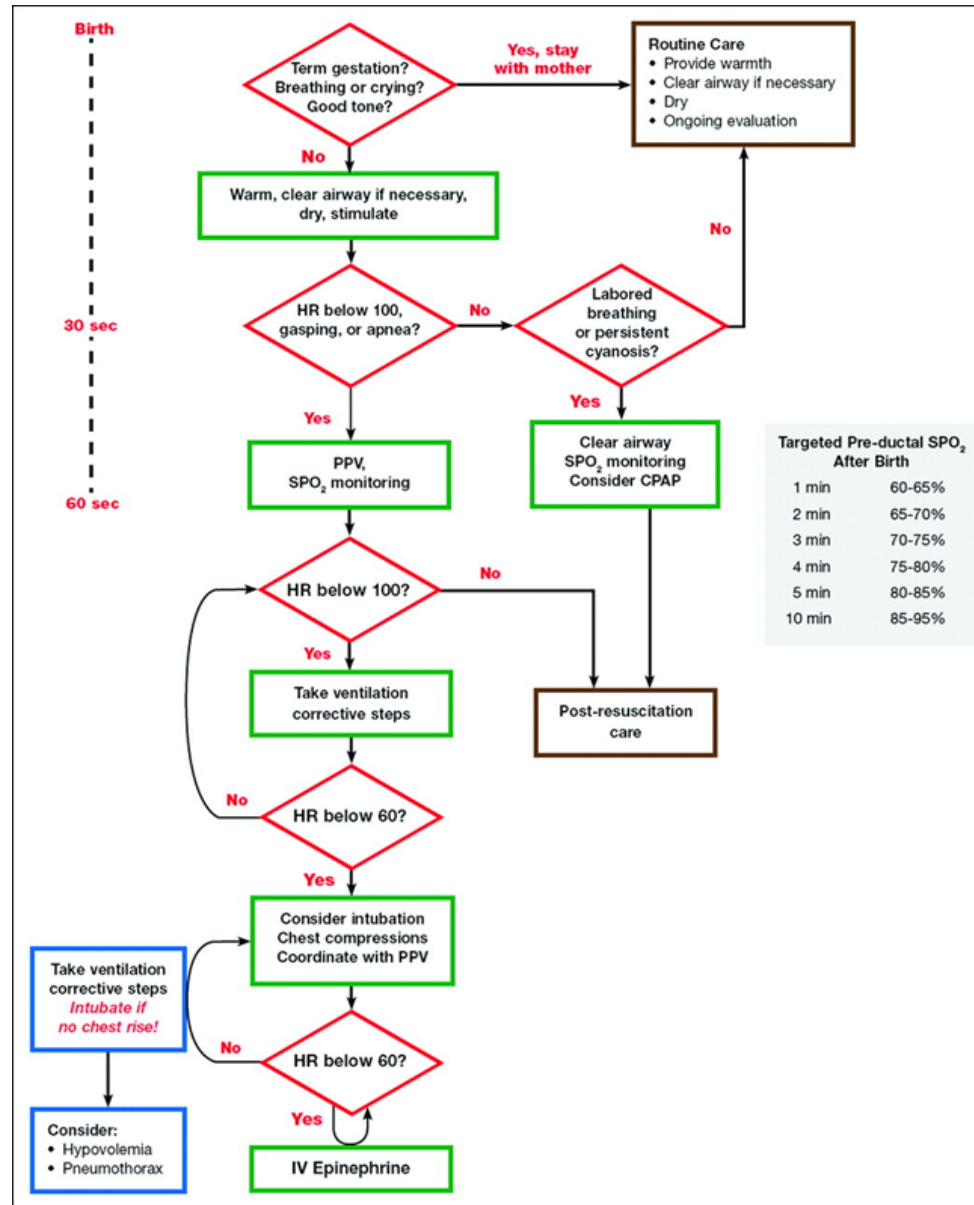 Birth
Term gestation?
Breathing or crying?
Good tone?
Yes, stay
with mother
Routine Care
• Provide warmth
• Clear airway if necessary
• Dry
• Ongoing evaluation
No
Warm, clear airway if necessary,
dry, stimulate
No
30 sec
HR below 100,
gasping, or apnea?
No
Labored
breathing
or persistent
cyanosis?
Yes
Yes
60 sec
PPV,
SPO₂ monitoring
Clear airway
SPO₂ monitoring
Consider CPAP
Targeted Pre-ductal SPO₂
After Birth
1 min 60-65%
2 min 65-70%
3 min 70-75%
4 min 75-80%
5 min 80-85%
10 min 85-95%
HR below 100?
No
Yes
Take ventilation
corrective steps
Post-resuscitation
care
HR below 60?
No
Yes
Consider intubation
Chest compressions
Coordinate with PPV
Take ventilation
corrective steps
Intubate if
no chest rise!
HR below 60?
No
Yes
Consider:
• Hypovolemia
• Pneumothorax
IV Epinephrine